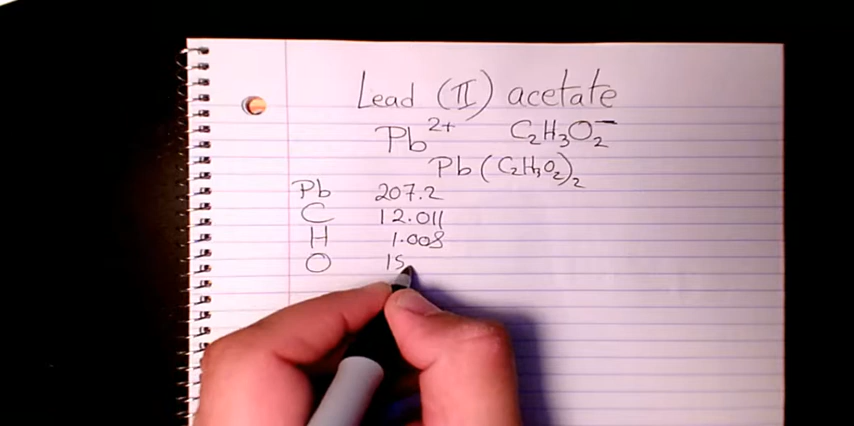 Lead (II) acetate
Pb²⁺ C₂H₃O₂⁻
Pb(C₂H₃O₂)₂
Pb 207.2
C 12.011
H 1.008
O 15